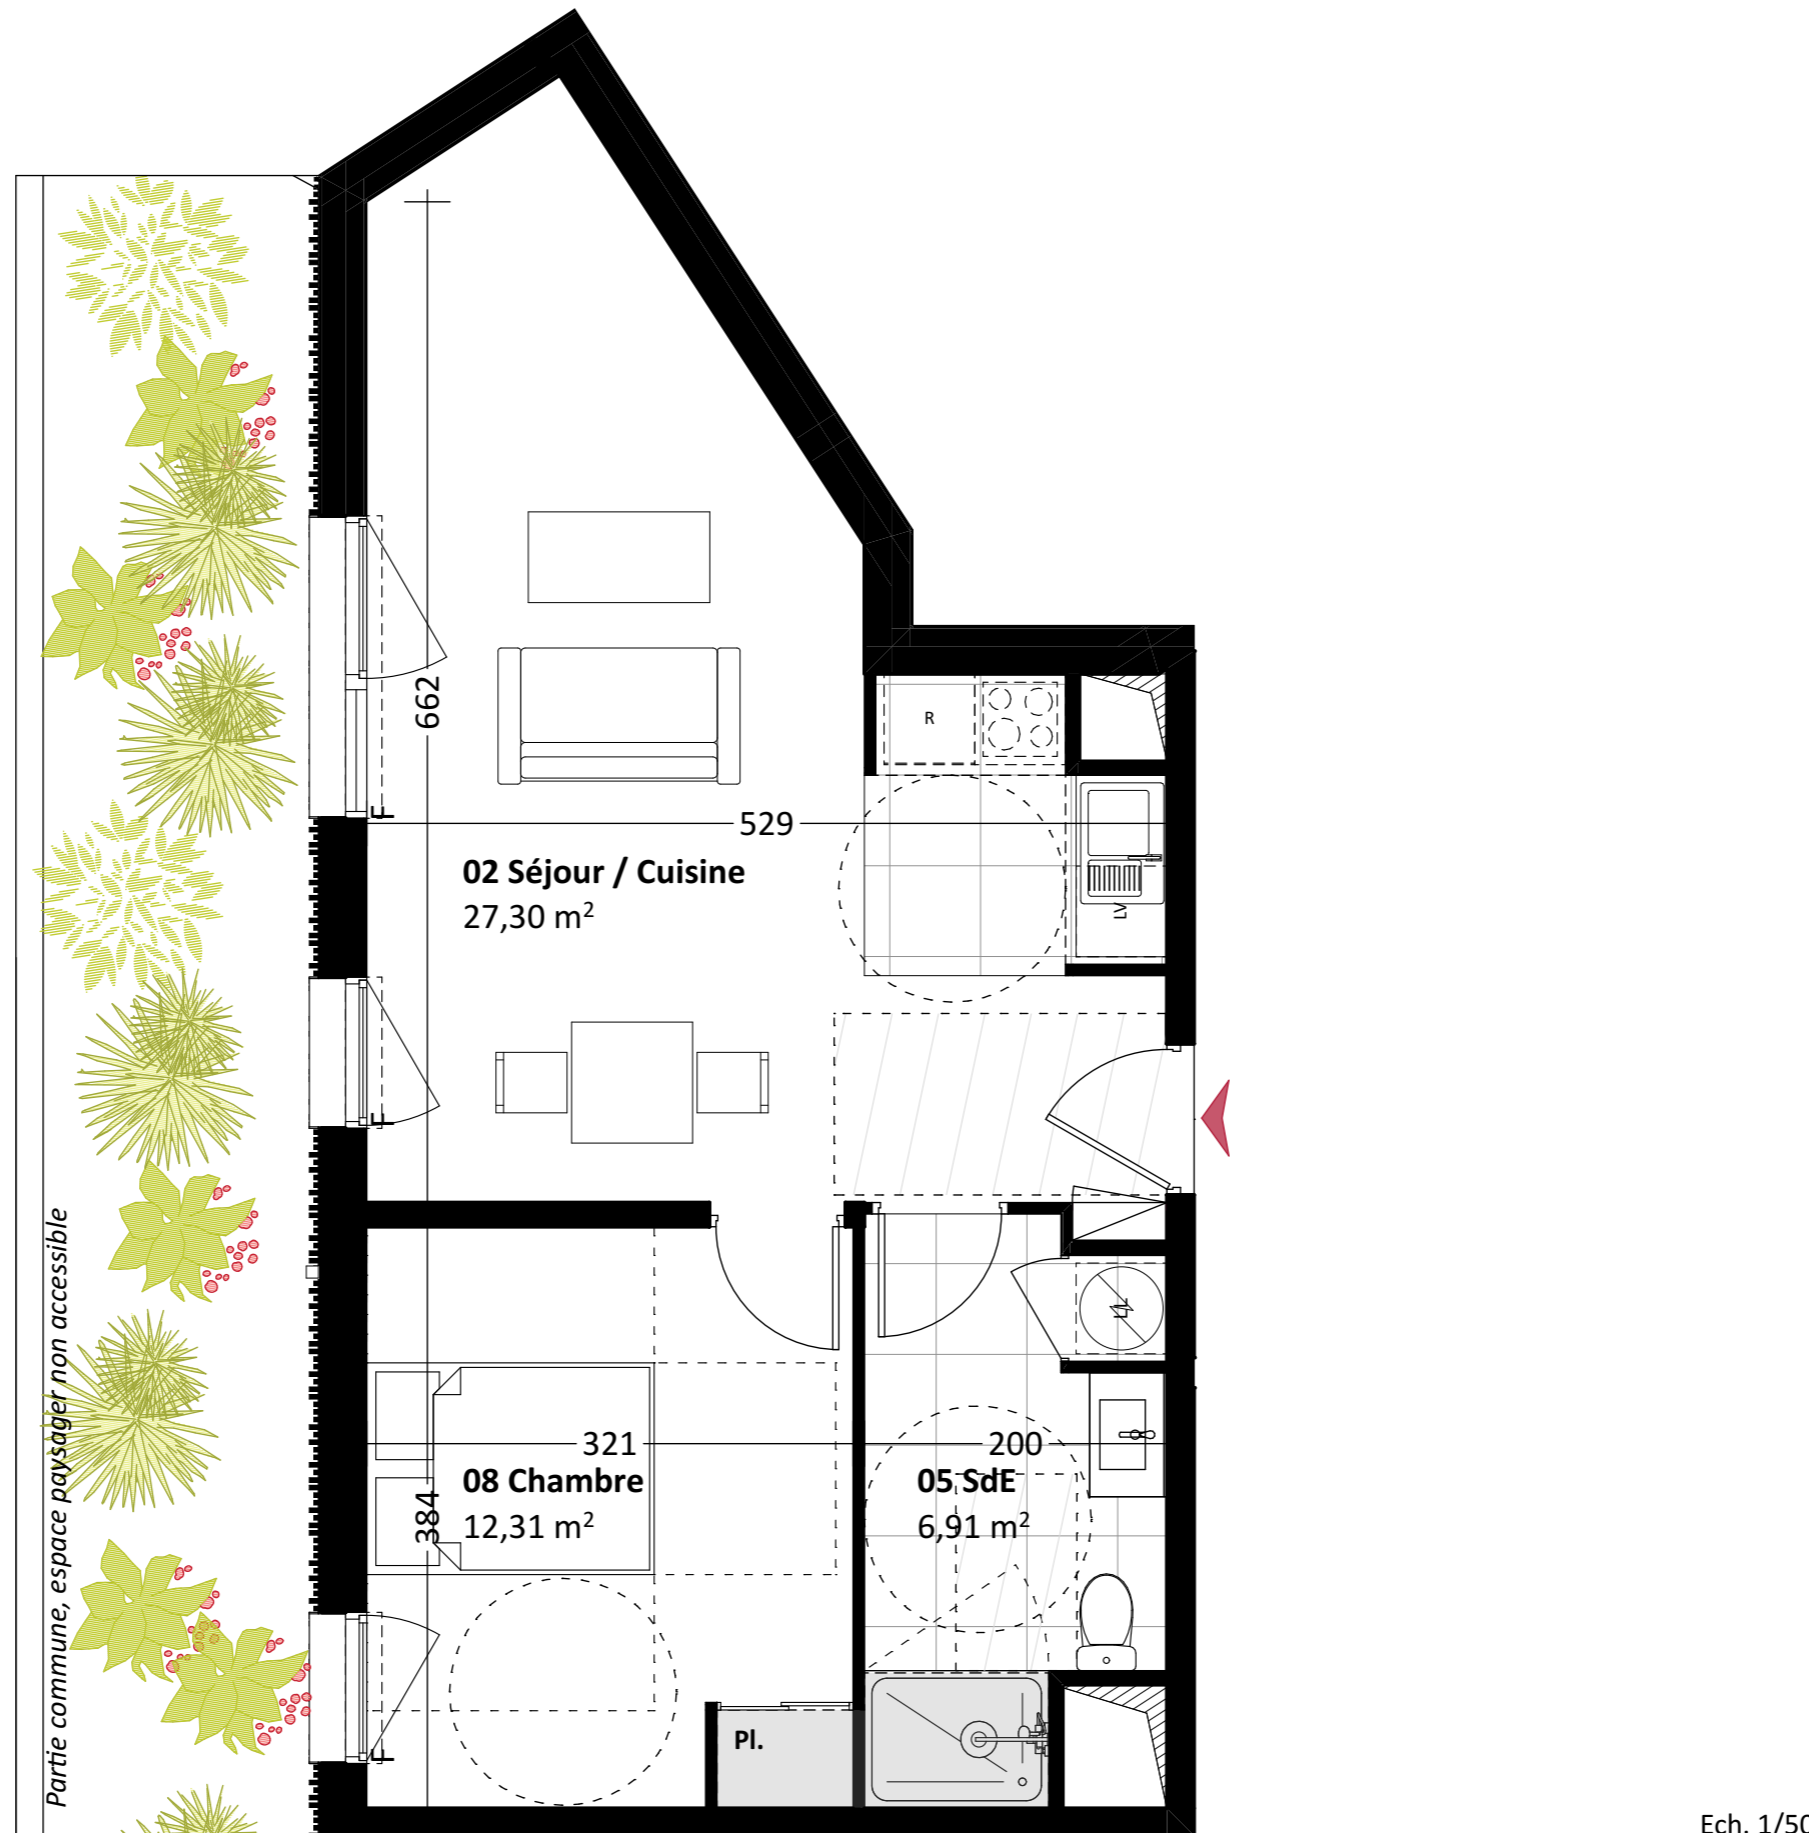 662
R
529
02 Séjour / Cuisine
27,30 m²
LV
F
F
LL
321
200
08 Chambre
12,31 m²
384
05 SdE
6,91 m²
Pl.
F
Partie commune, espace paysager non accessible
Ech. 1/50